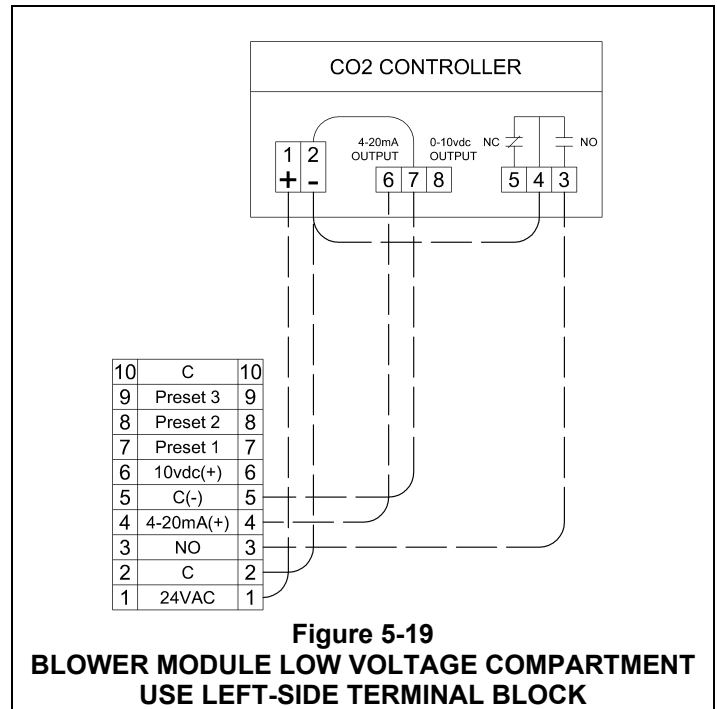 CO2 CONTROLLER
1 2
+ -
4-20mA OUTPUT
0-10vdc OUTPUT
NC
NO
6 7 8
5 4 3
10 C 10
9 Preset 3 9
8 Preset 2 8
7 Preset 1 7
6 10vdc(+) 6
5 C(-) 5
4 4-20mA(+) 4
3 NO 3
2 C 2
1 24VAC 1
Figure 5-19
BLOWER MODULE LOW VOLTAGE COMPARTMENT
USE LEFT-SIDE TERMINAL BLOCK